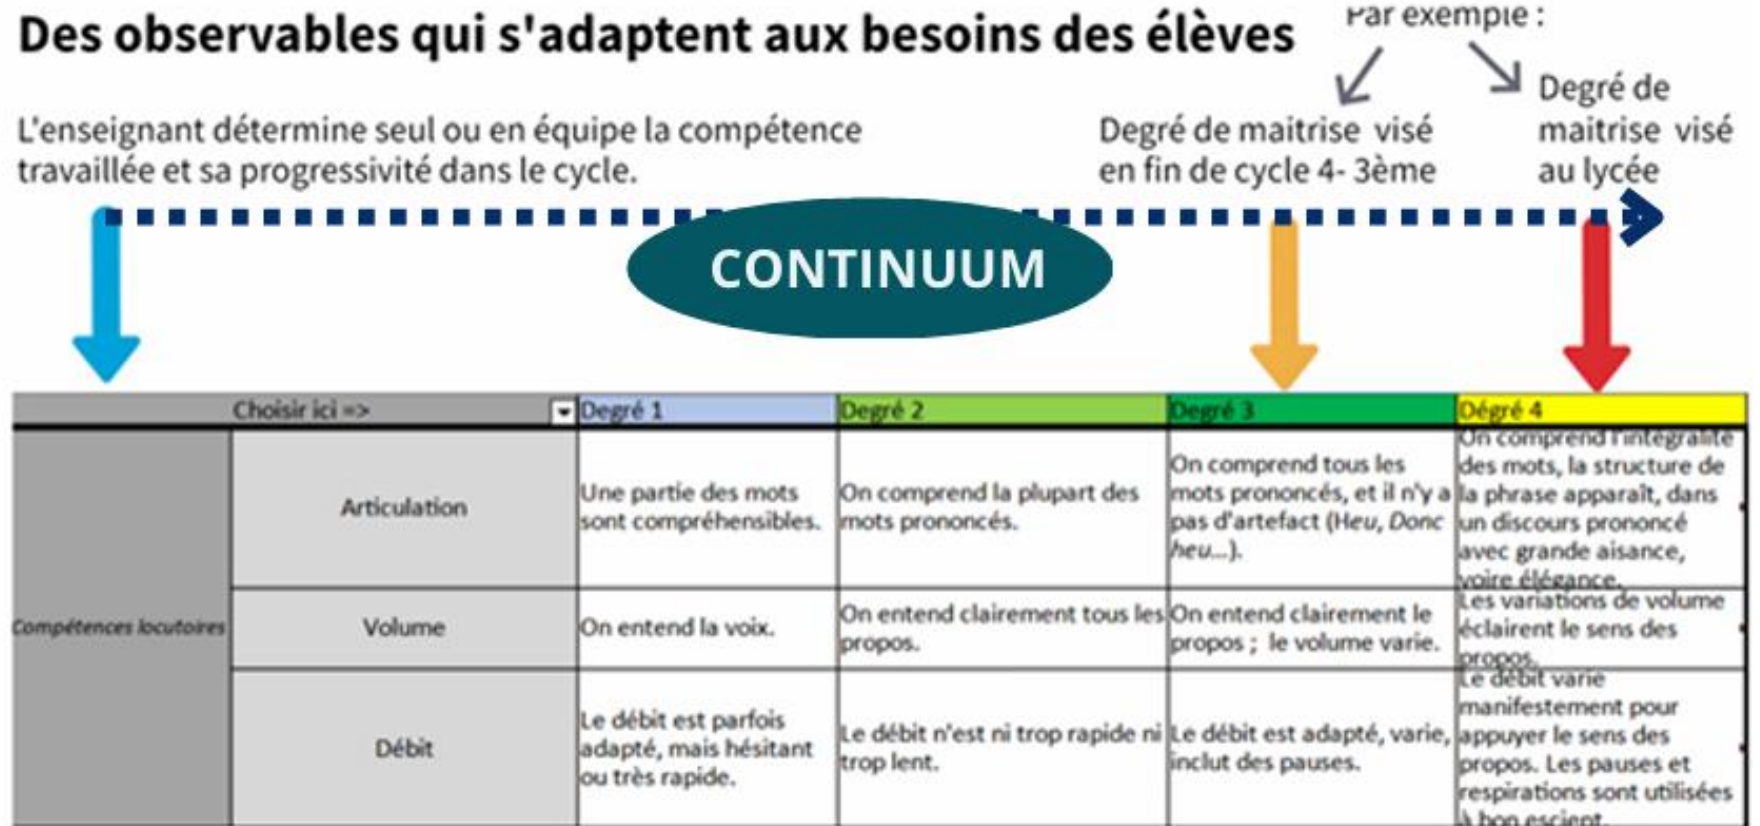 Des observables qui s'adaptent aux besoins des élèves
Par exemple :
L'enseignant détermine seul ou en équipe la compétence
travaillée et sa progressivité dans le cycle.
Degré de maitrise visé
en fin de cycle 4- 3ème
Degré de
maitrise visé
au lycée
CONTINUUM
Choisir ici =>
Degré 1
Degré 2
Degré 3
Dégré 4
Compétences locutoires
Articulation
Une partie des mots
sont compréhensibles.
On comprend la plupart des
mots prononcés.
On comprend tous les
mots prononcés, et il n'y a
pas d'artefact (Heu, Donc
heu...).
On comprend l'intégralité
des mots, la structure de
la phrase apparaît, dans
un discours prononcé
avec grande aisance,
voire élégance.
Volume
On entend la voix.
On entend clairement tous les
propos.
On entend clairement le
propos ; le volume varie.
Les variations de volume
éclairent le sens des
propos.
Débit
Le débit est parfois
adapté, mais hésitant
ou très rapide.
Le débit n'est ni trop rapide ni
trop lent.
Le débit est adapté, varie,
inclut des pauses.
Le débit varie
manifestement pour
appuyer le sens des
propos. Les pauses et
respirations sont utilisées
à bon escient.